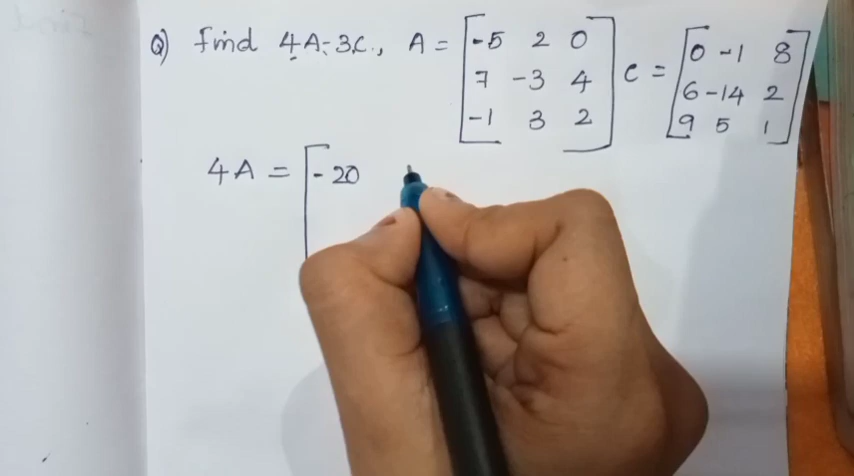 Q) Find 4A-3C., A = [-5 2 0 C = [0 -1 8
7 -3 4 6 -14 2
-1 3 2] 9 5 1]
4A = [-20